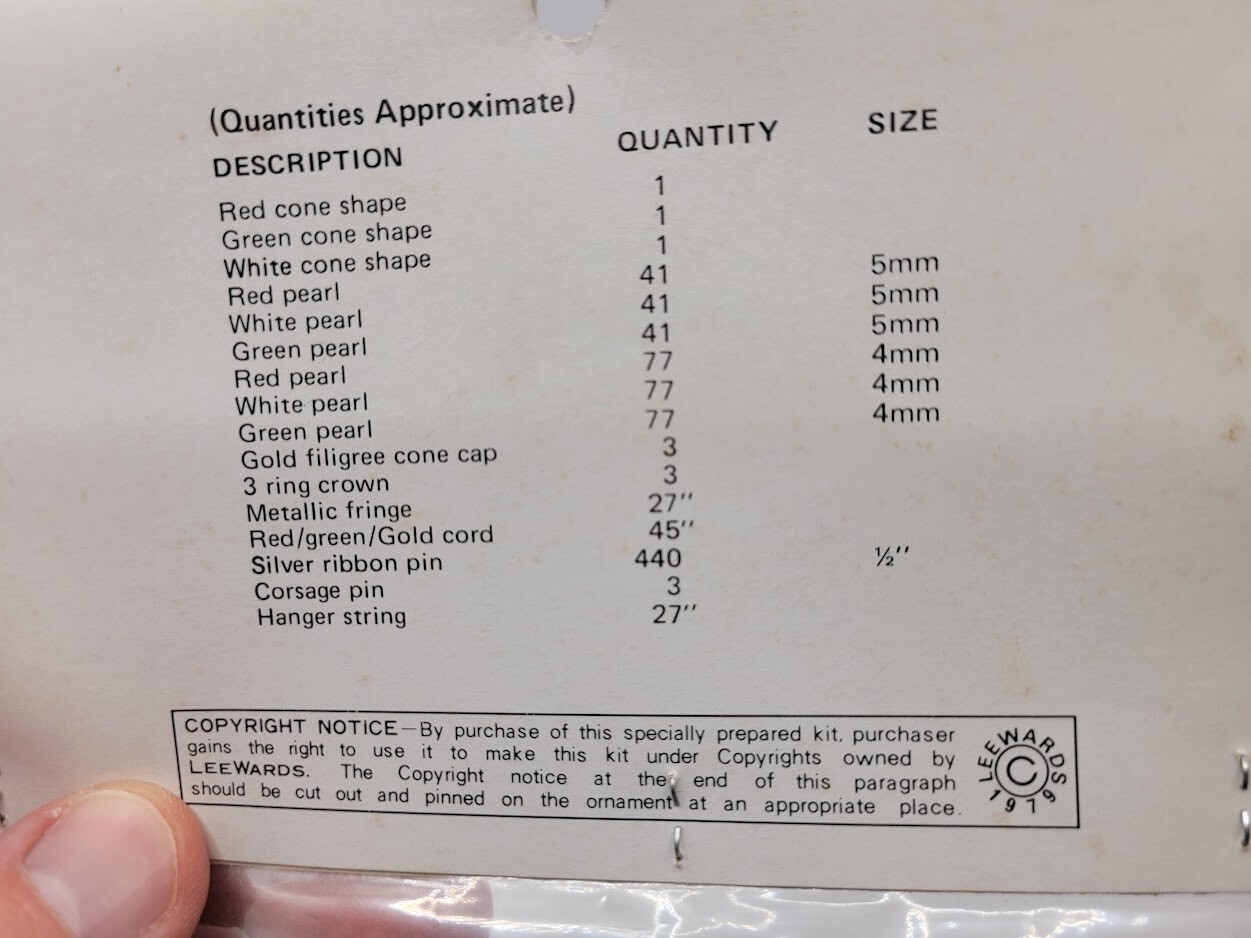 (Quantities Approximate)
DESCRIPTION QUANTITY SIZE
Red cone shape 1
Green cone shape 1
White cone shape 1
Red pearl 41 5mm
White pearl 41 5mm
Green pearl 41 5mm
Red pearl 77 4mm
White pearl 77 4mm
Green pearl 77 4mm
Gold filigree cone cap 3
3 ring crown 3
Metallic fringe 27″
Red/green/Gold cord 45″
Silver ribbon pin 440 ½″
Corsage pin 3
Hanger string 27″
COPYRIGHT NOTICE—By purchase of this specially prepared kit, purchaser
gains the right to use it to make this kit under Copyrights owned by
LEEWARDS. The Copyright notice at the end of this paragraph
should be cut out and pinned on the ornament at an appropriate place.
LEEWARDS
©
1979